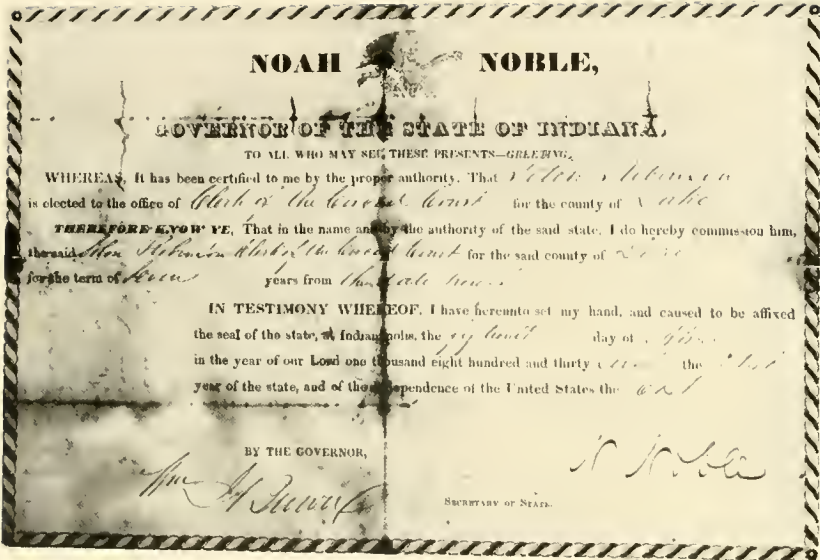 NOAH NOBLE,
GOVERNOR OF THE STATE OF INDIANA,
TO ALL WHO MAY SEE THESE PRESENTS—GREETING,
WHEREAS, It has been certified to me by the proper authority. That Robinson
is elected to the office of Clerk of the Circuit Court for the county of Lake
THEREFORE KNOW YE, That in the name and by the authority of the said state, I do hereby commission him,
the said Solon Robinson Clerk of the Circuit Court for the said county of Lake
for the term of Seven years from the date
IN TESTIMONY WHEREOF, I have hereunto set my hand, and caused to be affixed
the seal of the state, at Indianapolis, the day of
in the year of our Lord one thousand eight hundred and thirty the
year of the state, and of the independence of the United States the
BY THE GOVERNOR,
N Noble
Wm
SECRETARY OF STATE.